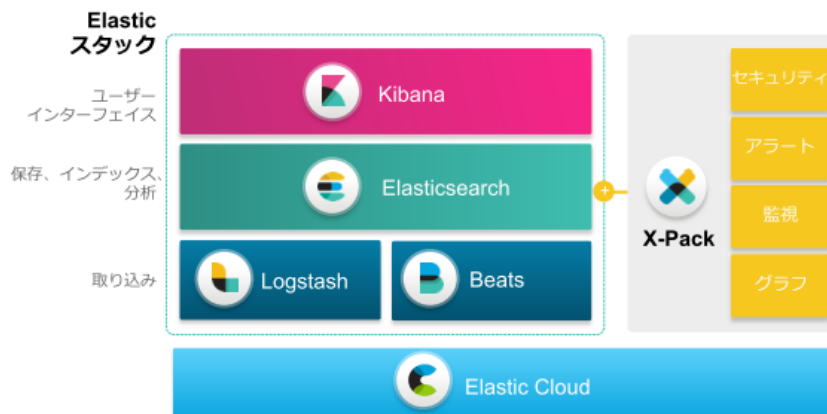 Elastic
スタック
ユーザー
インターフェイス
Kibana
保存、インデックス、
分析
Elasticsearch
取り込み
Logstash
Beats
+
X-Pack
セキュリティ
アラート
監視
グラフ
Elastic Cloud